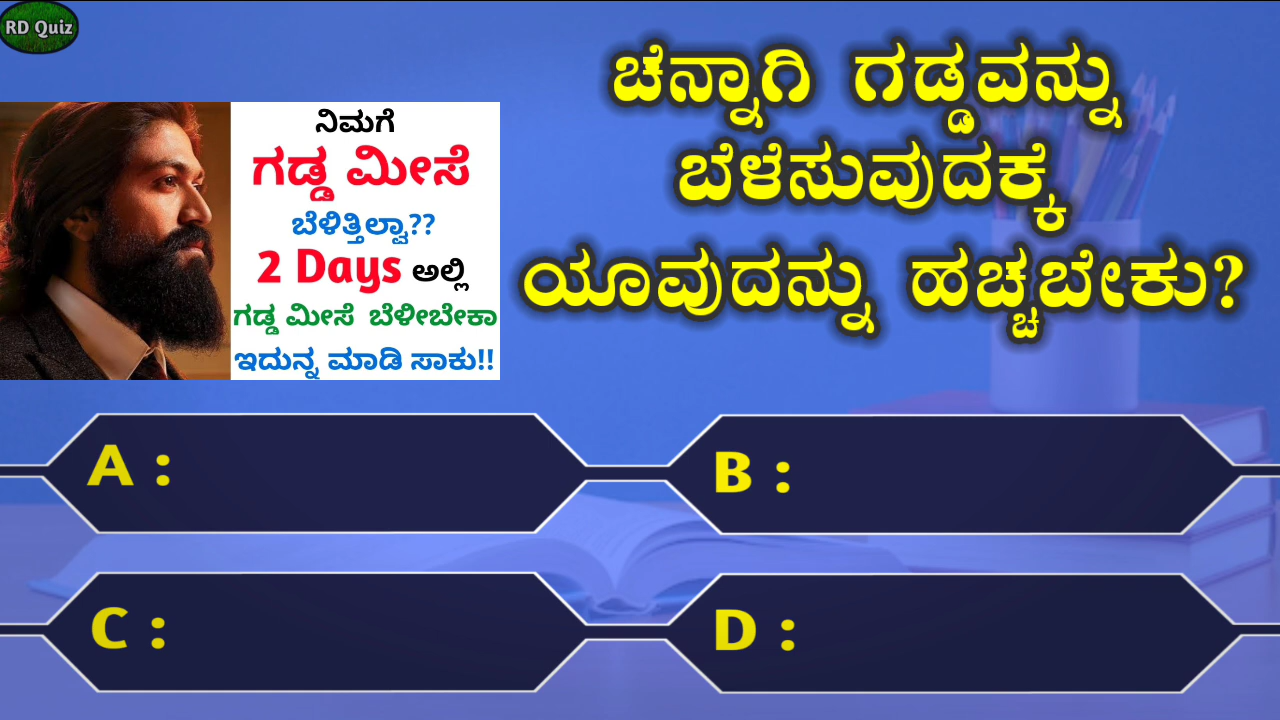 RD Quiz
ಚೆನ್ನಾಗಿ ಗಡ್ಡವನ್ನು
ಬೆಳೆಸುವುದಕ್ಕೆ
ಯಾವುದನ್ನು ಹಚ್ಚಬೇಕು?
ನಿಮಗೆ
ಗಡ್ಡ ಮೀಸೆ
ಬೆಳಿತ್ತಿಲ್ವಾ??
2 Days ಅಲ್ಲಿ
ಗಡ್ಡ ಮೀಸೆ ಬೆಳೀಬೇಕಾ
ಇದುನ್ನ ಮಾಡಿ ಸಾಕು!!
A :
B :
C :
D :